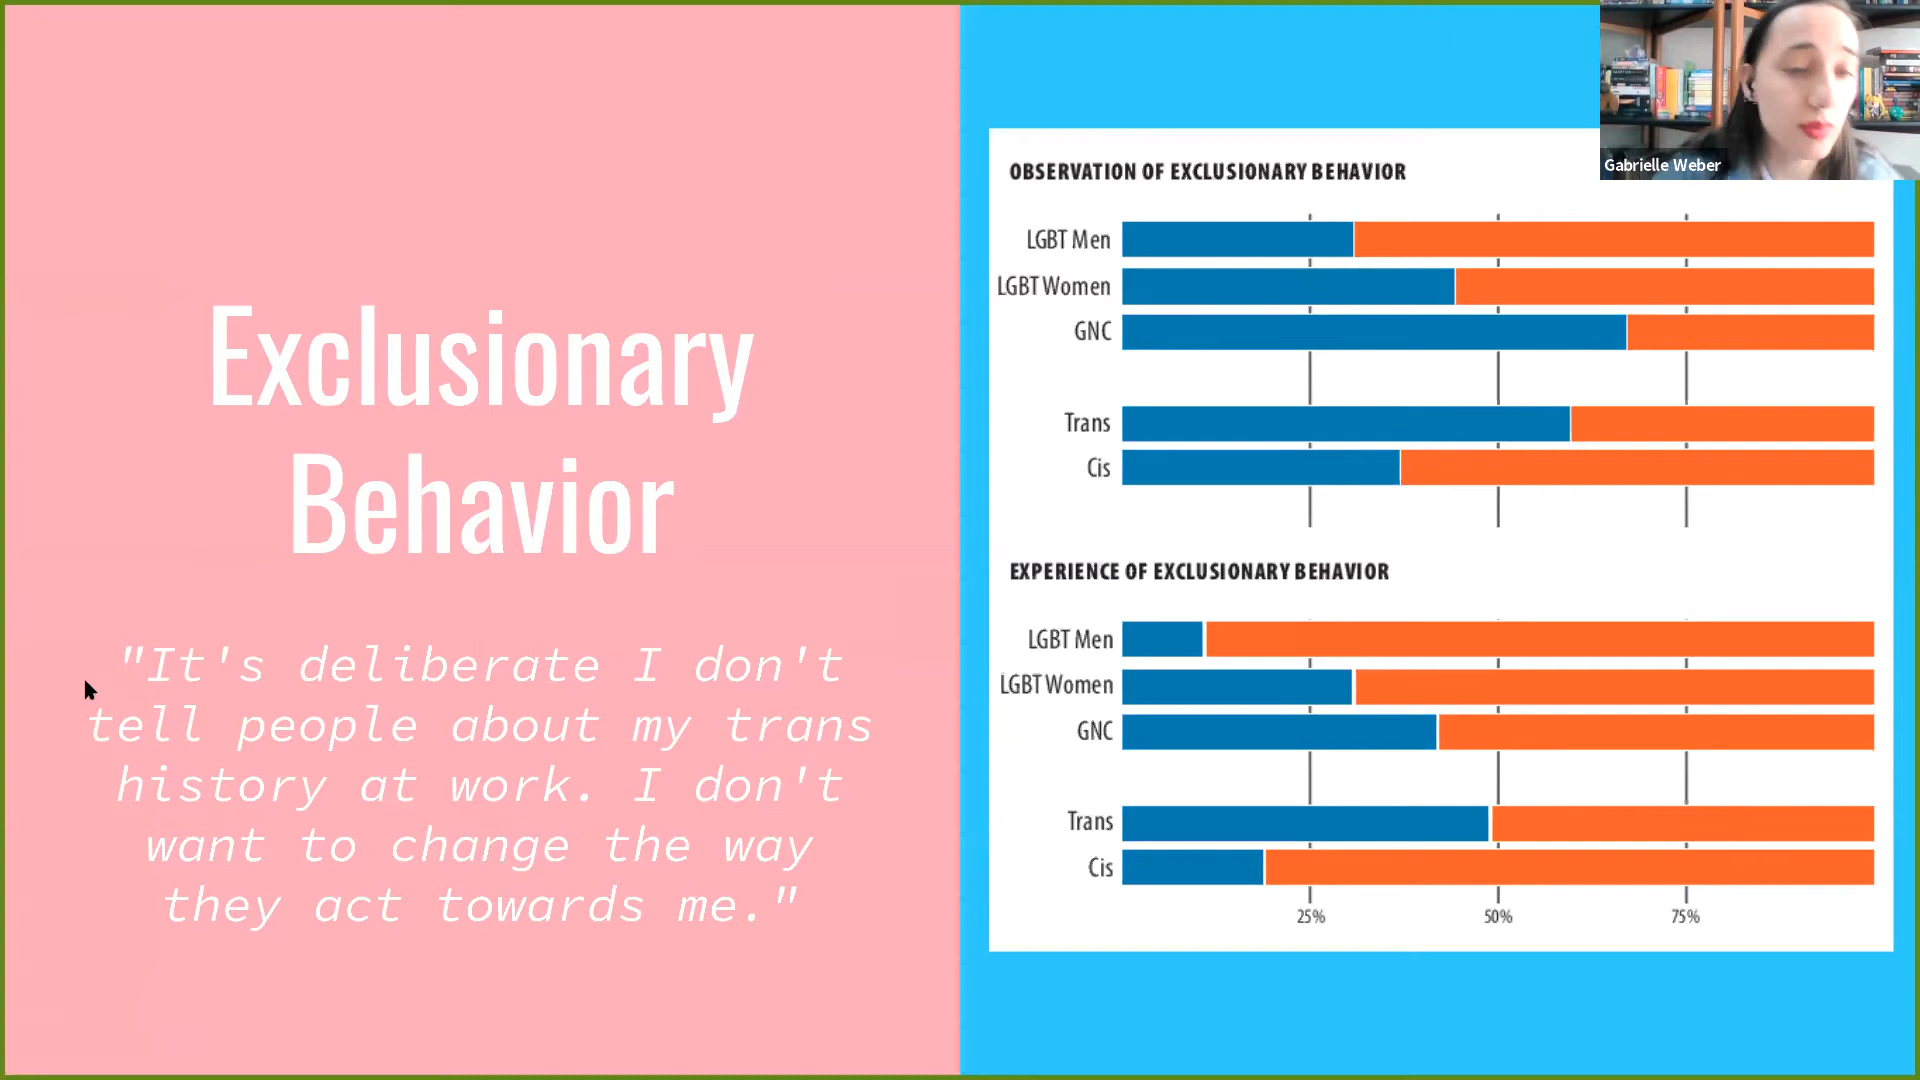 Exclusionary
Behavior
"It's deliberate I don't
tell people about my trans
history at work. I don't
want to change the way
they act towards me."
Gabrielle Weber
OBSERVATION OF EXCLUSIONARY BEHAVIOR
LGBT Men
LGBT Women
GNC
Trans
Cis
EXPERIENCE OF EXCLUSIONARY BEHAVIOR
LGBT Men
LGBT Women
GNC
Trans
Cis
25% 50% 75%